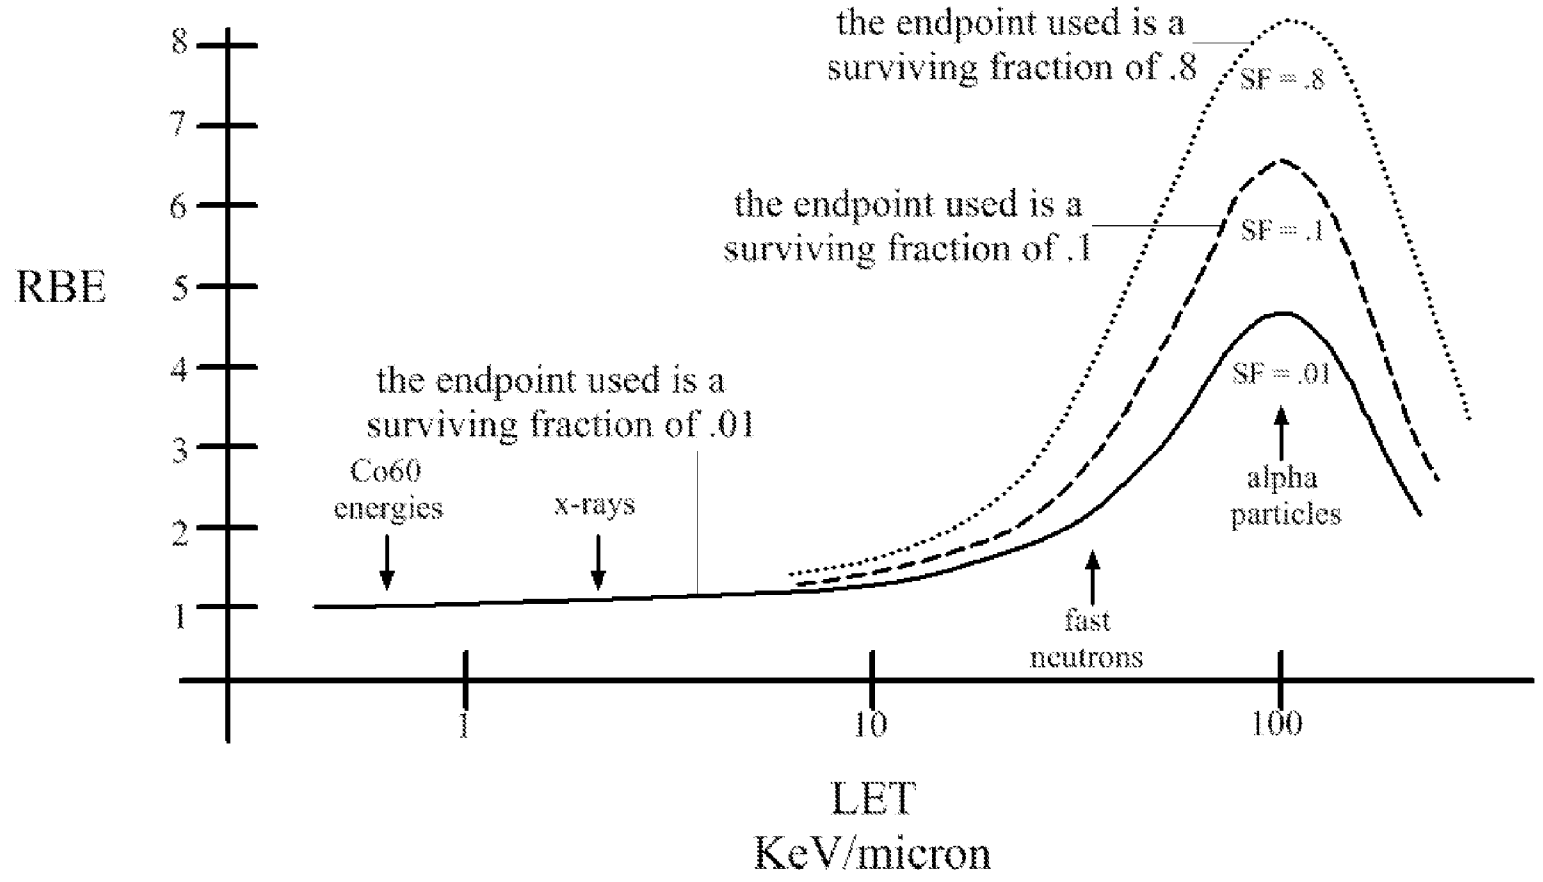 the endpoint used is a
surviving fraction of .8
8
SF = .8
7
the endpoint used is a
surviving fraction of .1
6
SF = .1
RBE
5
4
the endpoint used is a
surviving fraction of .01
SF = .01
3
Co60
energies
x-rays
alpha
particles
2
1
fast
neutrons
1
10
100
LET
KeV/micron